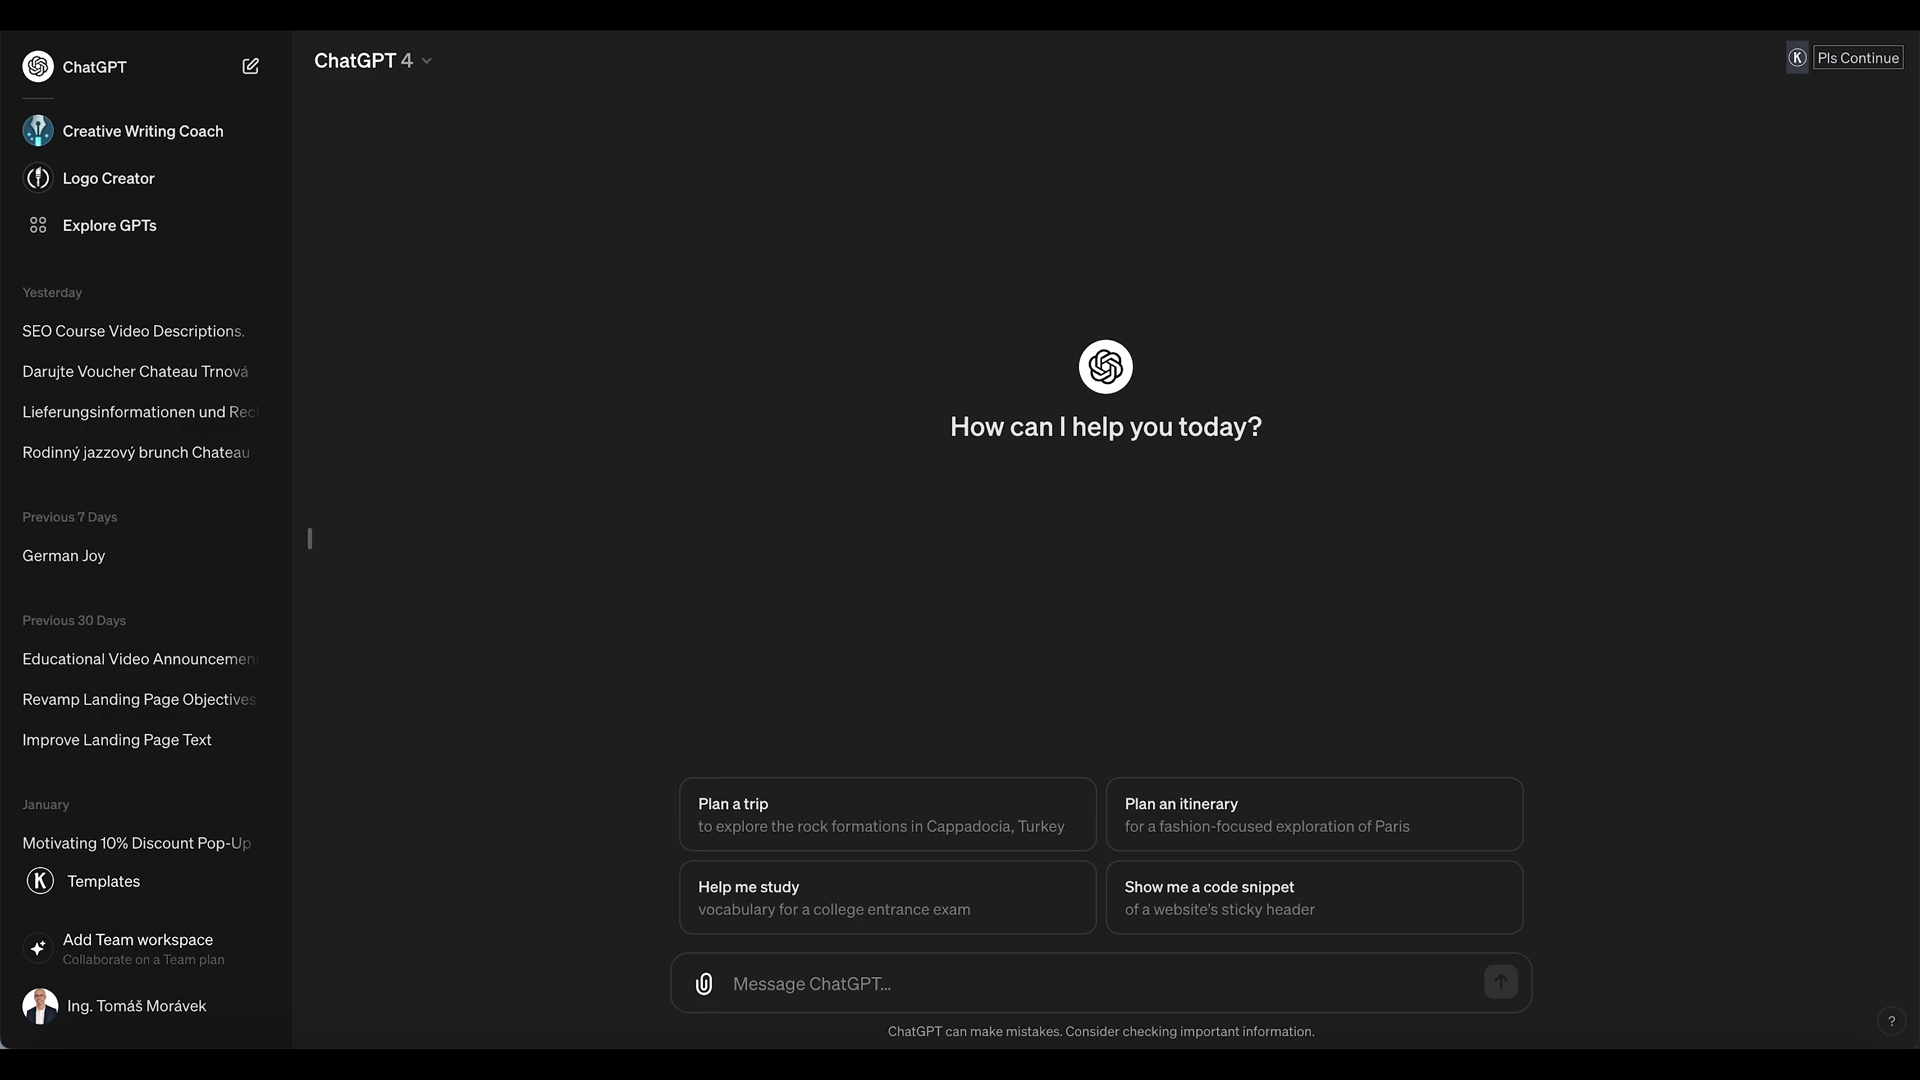 ChatGPT
Creative Writing Coach
Logo Creator
Explore GPTs
Yesterday
SEO Course Video Descriptions.
Darujte Voucher Chateau Trnová
Lieferungsinformationen und Rec
Rodinný jazzový brunch Chateau
Previous 7 Days
German Joy
Previous 30 Days
Educational Video Announcement
Revamp Landing Page Objectives
Improve Landing Page Text
January
Motivating 10% Discount Pop-Up
K Templates
Add Team workspace
Collaborate on a Team plan
Ing. Tomáš Morávek
ChatGPT 4
K Pls Continue
How can I help you today?
Plan a trip
to explore the rock formations in Cappadocia, Turkey
Plan an itinerary
for a fashion-focused exploration of Paris
Help me study
vocabulary for a college entrance exam
Show me a code snippet
of a website's sticky header
Message ChatGPT...
ChatGPT can make mistakes. Consider checking important information.
?